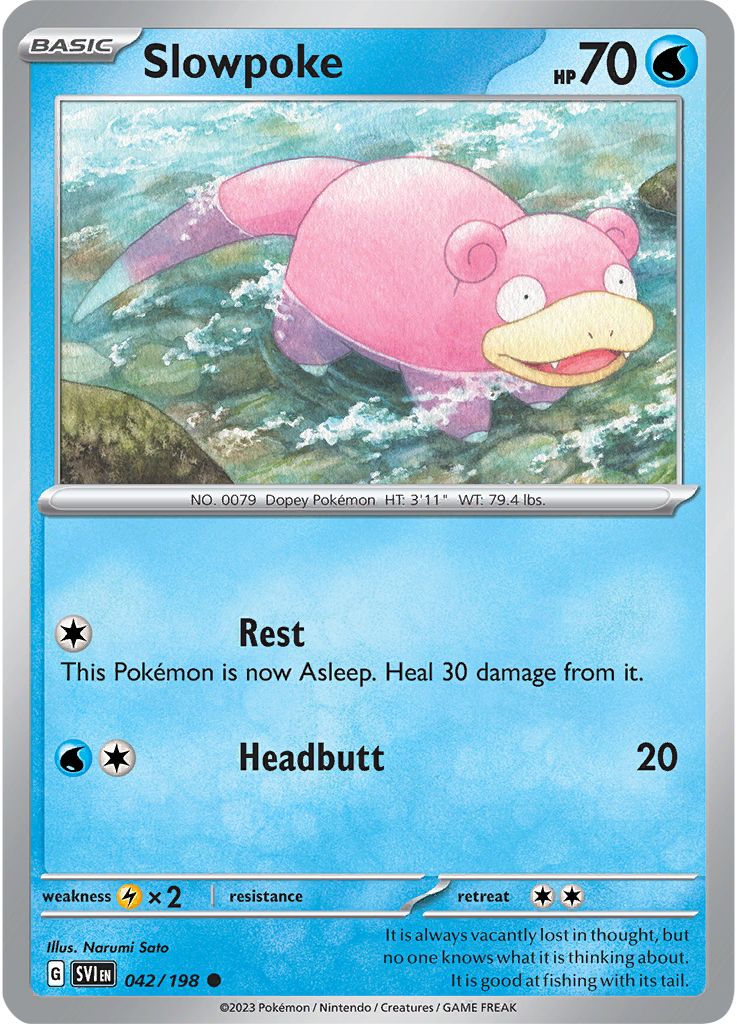 BASIC
Slowpoke
HP 70
NO. 0079 Dopey Pokémon HT: 3'11" WT: 79.4 lbs.
Rest
This Pokémon is now Asleep. Heal 30 damage from it.
Headbutt 20
weakness ×2 resistance retreat
Illus. Narumi Sato
It is always vacantly lost in thought, but
no one knows what it is thinking about.
It is good at fishing with its tail.
G SVI EN 042/198
©2023 Pokémon / Nintendo / Creatures / GAME FREAK